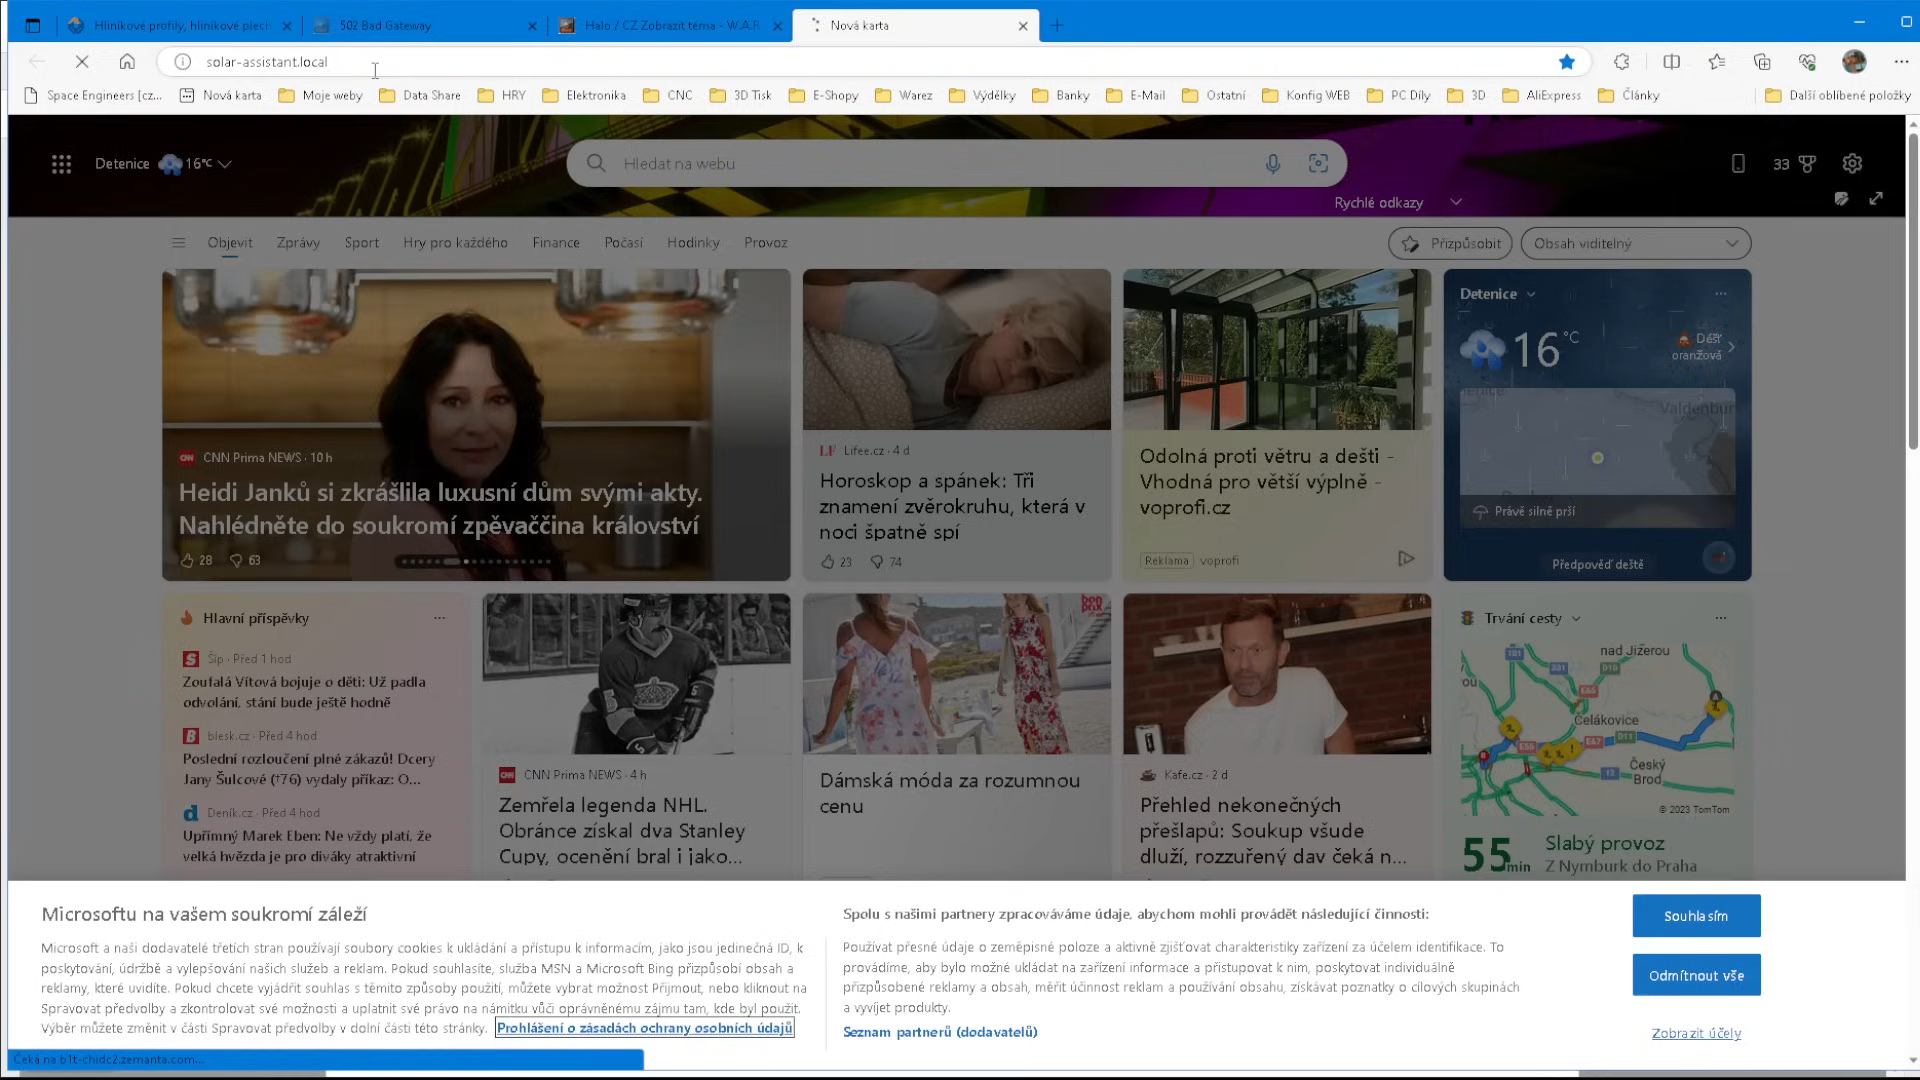 Hliníkové profily, hliníkové plech
502 Bad Gateway
Halo / CZ Zobrazit téma - W.A.R
Nová karta
solar-assistant.local
Space Engineers [cz...
Nová karta
Moje weby
Data Share
HRY
Elektronika
CNC
3D Tisk
E-Shopy
Warez
Výdělky
Banky
E-Mail
Ostatní
Konfig WEB
PC Díly
3D
AliExpress
Články
Další oblíbené položky
Detenice 16°C
Hledat na webu
33
Rychlé odkazy
Objevit
Zprávy
Sport
Hry pro každého
Finance
Počasí
Hodinky
Provoz
Přizpůsobit
Obsah viditelný
CNN Prima NEWS · 10 h
Heidi Janků si zkrášlila luxusní dům svými akty.
Nahlédněte do soukromí zpěvaččina království
28 63
LF Lifee.cz · 4 d
Horoskop a spánek: Tři
znamení zvěrokruhu, která v
noci špatně spí
23 74
Odolná proti větru a dešti -
Vhodná pro větší výplně -
voprofi.cz
Reklama voprofi
Detenice
16 °C
Déšť
oranžová
Valdenbur
Právě silně prší
Předpověď deště
Hlavní příspěvky
Šíp · Před 1 hod
Zoufalá Vítová bojuje o děti: Už padla
odvolání, stání bude ještě hodně
blesk.cz · Před 4 hod
Poslední rozloučení plné zákazů! Dcery
Jany Šulcové (†76) vydaly příkaz: O...
Deník.cz · Před 4 hod
Upřímný Marek Eben: Ne vždy platí, že
velká hvězda je pro diváky atraktivní
CNN Prima NEWS · 4 h
Zemřela legenda NHL.
Obránce získal dva Stanley
Cupy, ocenění bral i jako...
bon prix
Dámská móda za rozumnou
cenu
Kafe.cz · 2 d
Přehled nekonečných
přešlapů: Soukup všude
dluží, rozzuřený dav čeká n...
Trvání cesty
nad Jizerou
Čelákovice
Český
Brod
© 2023 TomTom
55 min
Slabý provoz
Z Nymburk do Praha
Microsoftu na vašem soukromí záleží
Microsoft a naši dodavatelé třetích stran používají soubory cookies k ukládání a přístupu k informacím, jako jsou jedinečná ID, k
poskytování, údržbě a vylepšování našich služeb a reklam. Pokud souhlasíte, služba MSN a Microsoft Bing přizpůsobí obsah a
reklamy, které uvidíte. Pokud chcete vyjádřit souhlas s těmito způsoby použití, můžete vybrat možnost Přijmout, nebo kliknout na
Spravovat předvolby a zkontrolovat své možnosti a uplatnit své právo na námitku vůči oprávněnému zájmu tam, kde byl použit.
Výběr můžete změnit v části Spravovat předvolby v dolní části této stránky. Prohlášení o zásadách ochrany osobních údajů
Spolu s našimi partnery zpracováváme údaje, abychom mohli provádět následující činnosti:
Používat přesné údaje o zeměpisné poloze a aktivně zjišťovat charakteristiky zařízení za účelem identifikace. To
provádíme, aby bylo možné ukládat na zařízení informace a přistupovat k nim, poskytovat individuálně
přizpůsobené reklamy a obsah, měřit účinnost reklam a používání obsahu, získávat poznatky o cílových skupinách
a vyvíjet produkty.
Seznam partnerů (dodavatelů)
Souhlasím
Odmítnout vše
Zobrazit účely
Čeká na b1t-chidc2.zemanta.com...